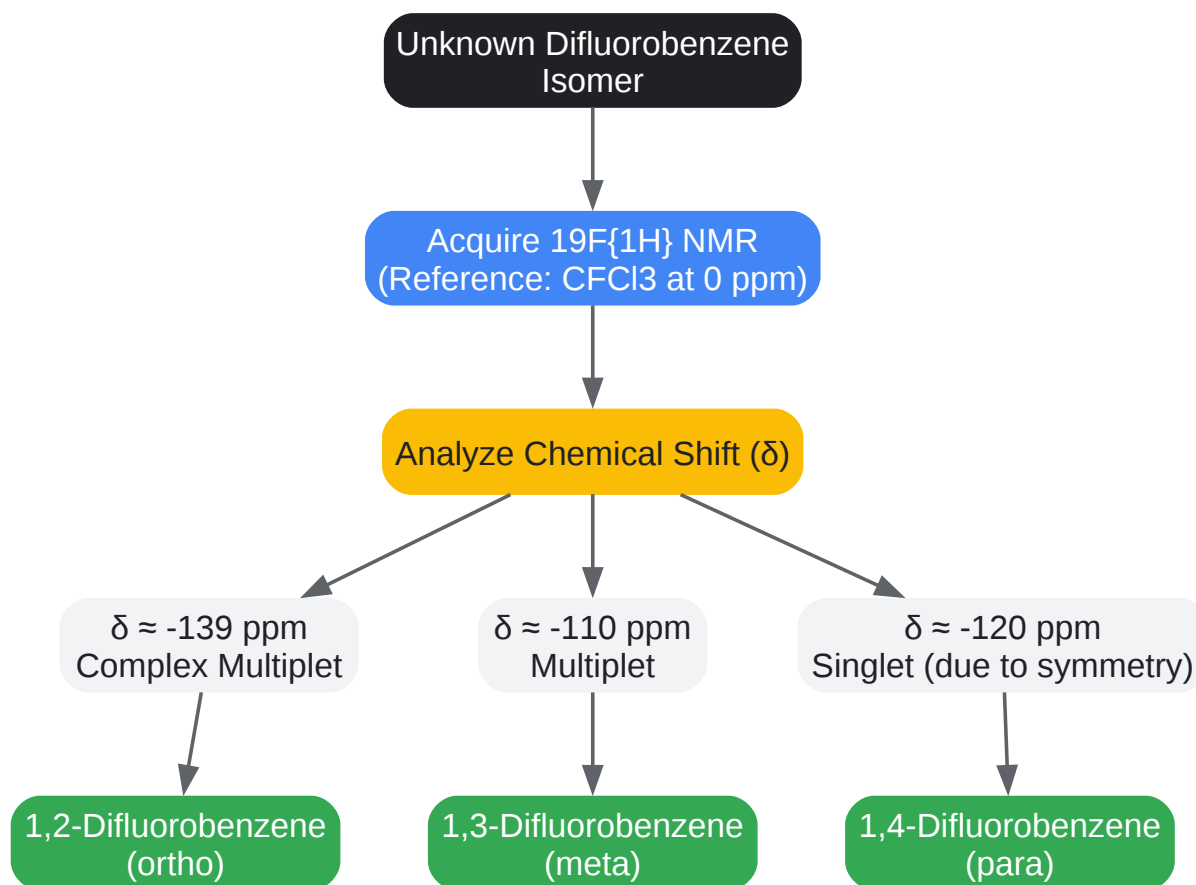 Unknown Difluorobenzene
Isomer
Acquire 19F{1H} NMR
(Reference: CFCl3 at 0 ppm)
Analyze Chemical Shift (δ)
δ ≈ -139 ppm
Complex Multiplet
δ ≈ -110 ppm
Multiplet
δ ≈ -120 ppm
Singlet (due to symmetry)
1,2-Difluorobenzene
(ortho)
1,3-Difluorobenzene
(meta)
1,4-Difluorobenzene
(para)